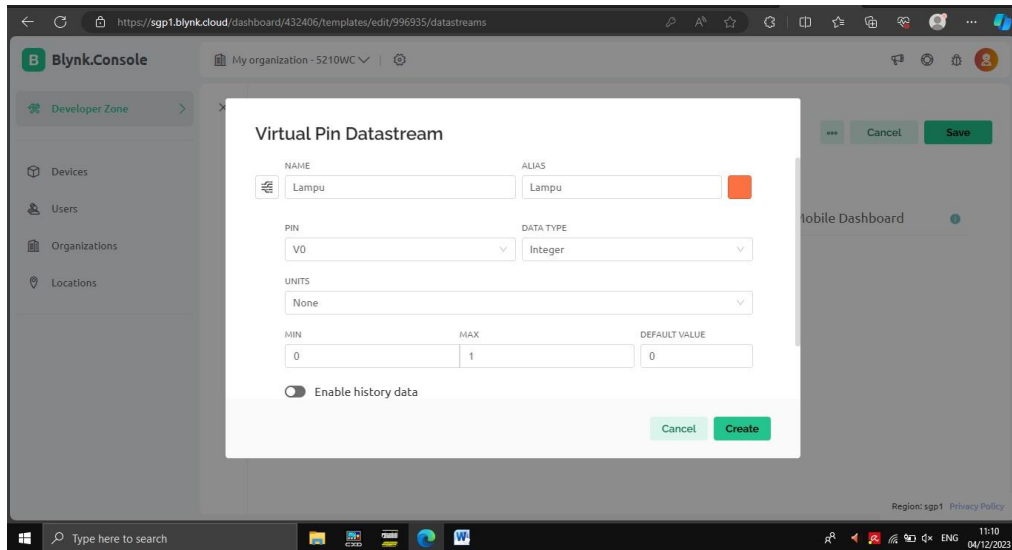 https://sgp1.blynk.cloud/dashboard/432406/templates/edit/996935/datastreams
B Blynk.Console
My organization - 5210WC
Developer Zone
Devices
Users
Organizations
Locations
Cancel
Save
Mobile Dashboard
Virtual Pin Datastream
NAME ALIAS
Lampu Lampu
PIN DATA TYPE
V0 Integer
UNITS
None
MIN MAX DEFAULT VALUE
0 1 0
Enable history data
Cancel Create
Region: sgp1 Privacy Policy
Type here to search
CXD
W
ENG
11:10
04/12/2023